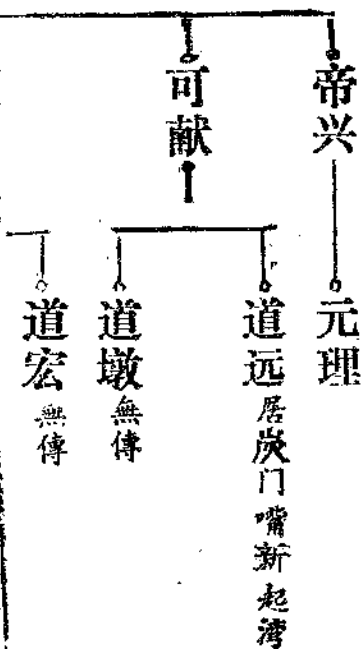 帝兴
元理
可献
道远 居炭门嘴新起湾
道墩 無傳
道宏 無傳